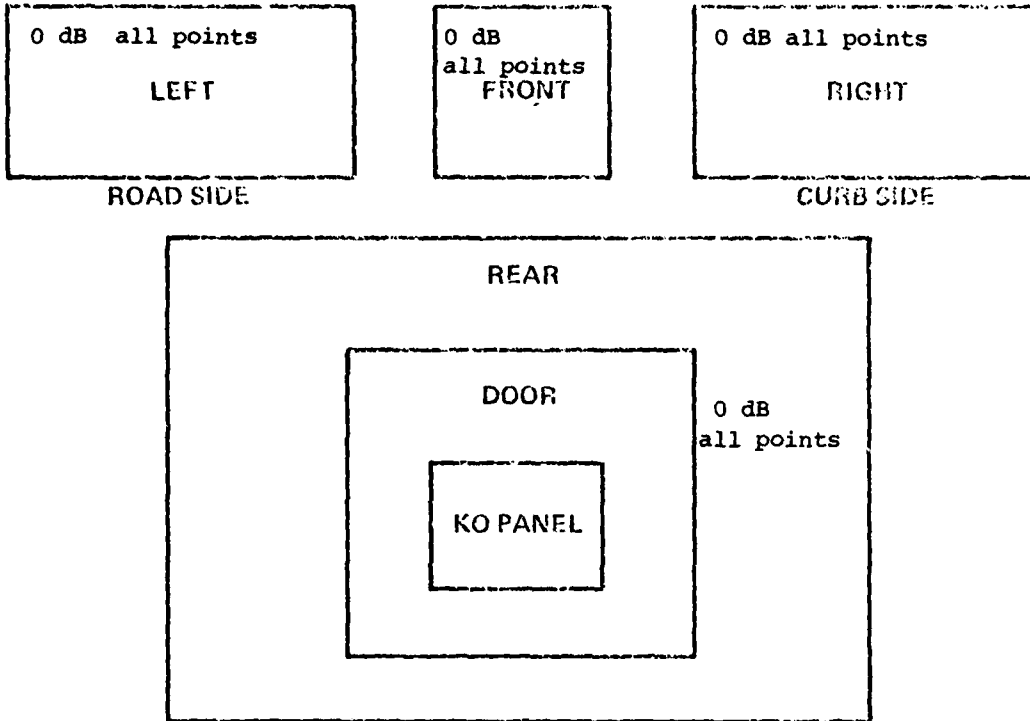 0 dB all points
LEFT
ROAD SIDE
0 dB
all points
FRONT
0 dB all points
RIGHT
CURB SIDE
REAR
DOOR
0 dB
all points
KO PANEL